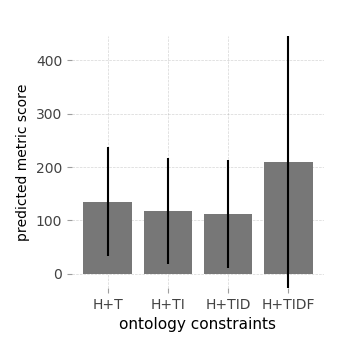 predicted metric score
400
300
200
100
0
H+T H+TI H+TID H+TIDF
ontology constraints